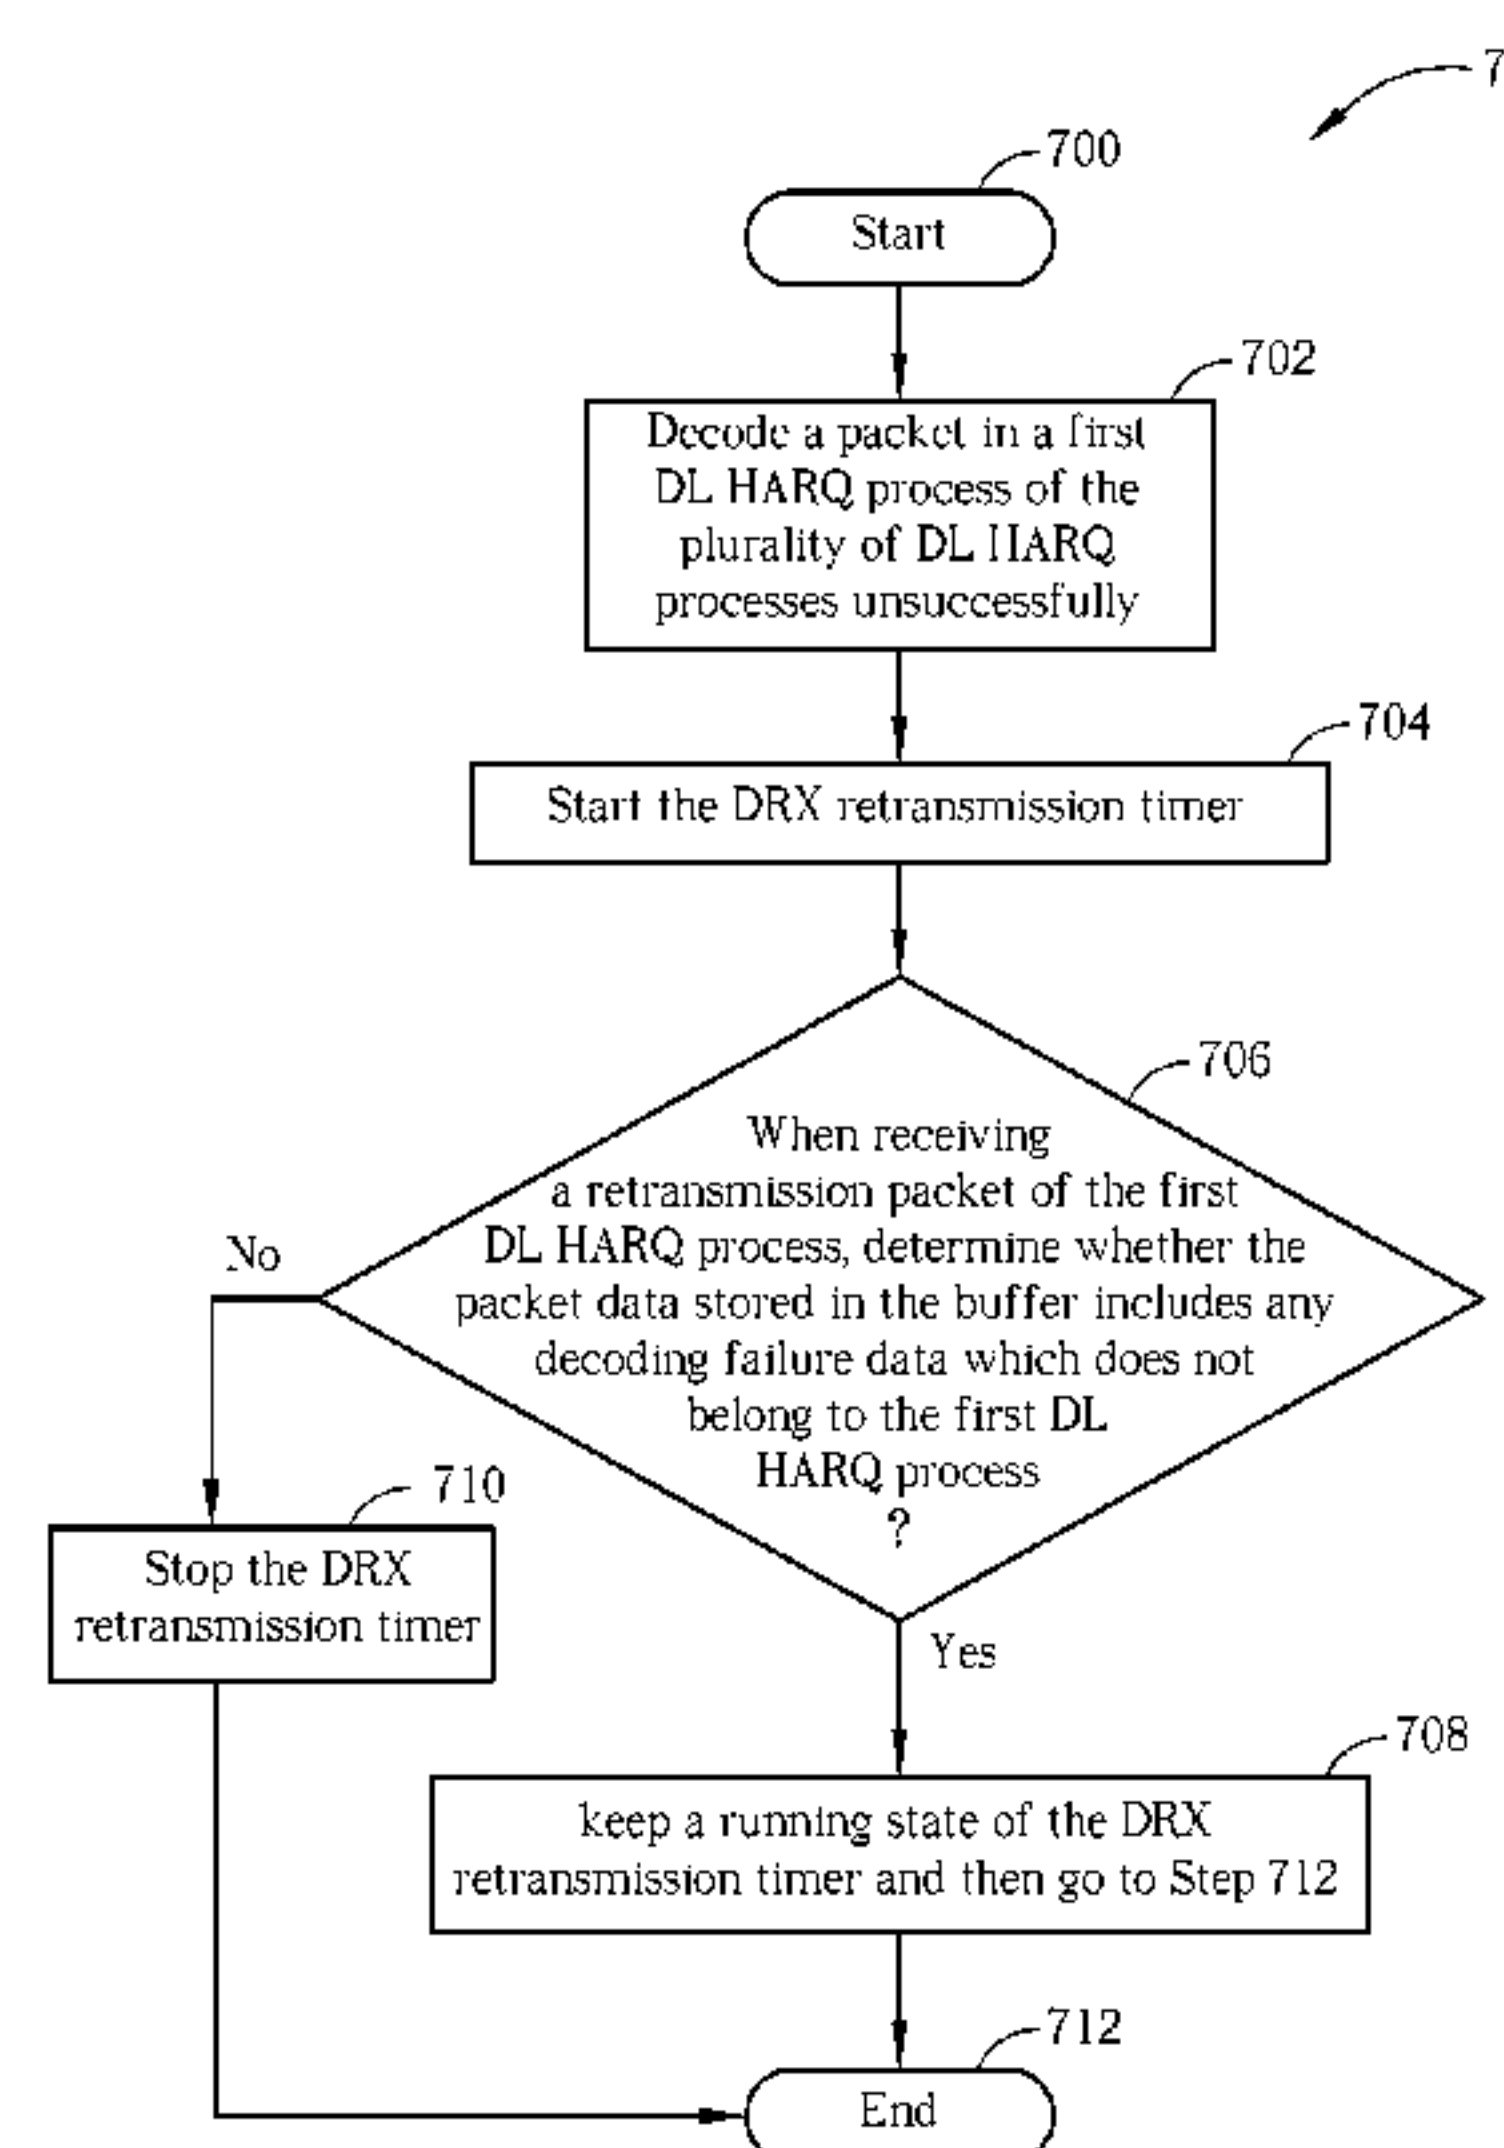 7
700
Start
702
Decode a packet in a first
DL HARQ process of the
plurality of DL HARQ
processes unsuccessfully
704
Start the DRX retransmission timer
706
When receiving
a retransmission packet of the first
DL HARQ process, determine whether the
packet data stored in the buffer includes any
decoding failure data which does not
belong to the first DL
HARQ process
?
No
710
Stop the DRX
retransmission timer
Yes
708
keep a running state of the DRX
retransmission timer and then go to Step 712
712
End